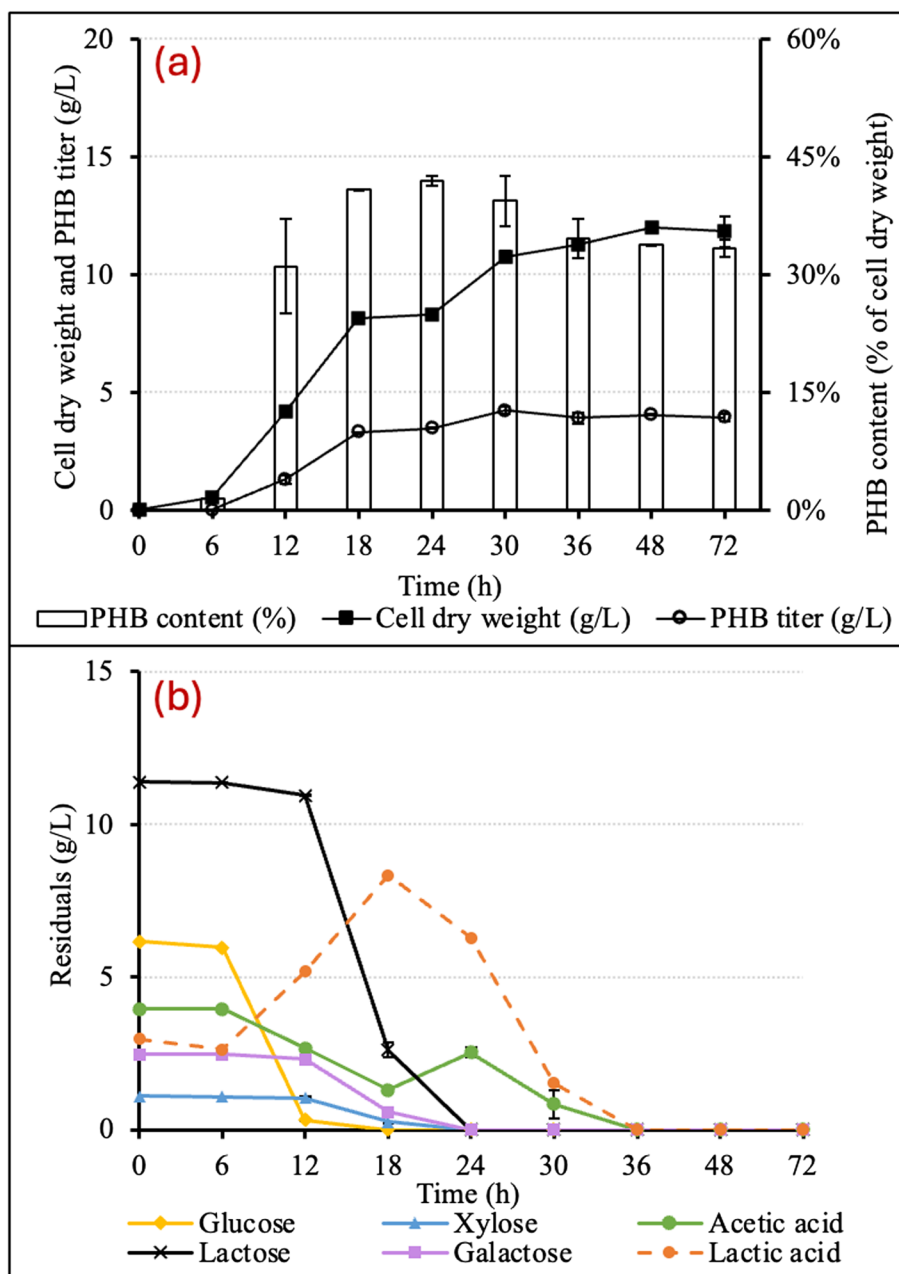 (a)
Cell dry weight and PHB titer (g/L)
20
15
10
5
0
60%
45%
30%
15%
0%
PHB content (% of cell dry weight)
0 6 12 18 24 30 36 48 72
Time (h)
PHB content (%) Cell dry weight (g/L) PHB titer (g/L)
(b)
Residuals (g/L)
15
10
5
0
0 6 12 18 24 30 36 48 72
Time (h)
Glucose Xylose Acetic acid
Lactose Galactose Lactic acid